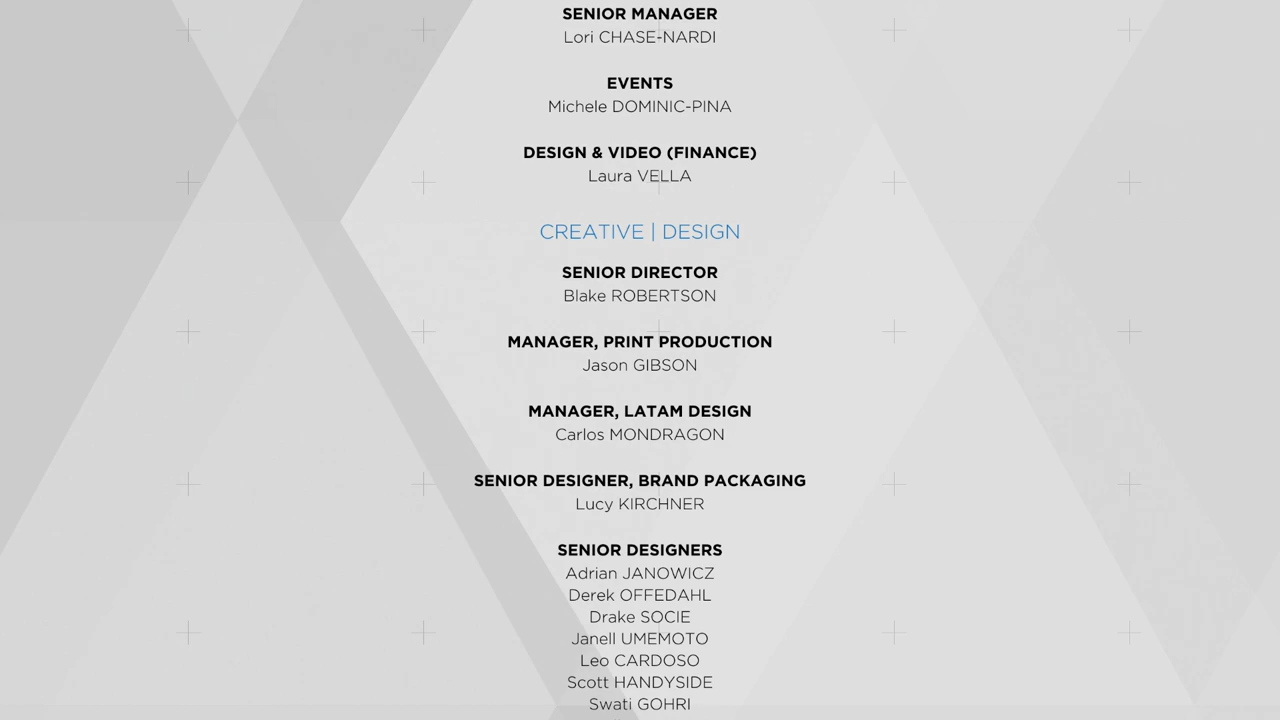 SENIOR MANAGER
Lori CHASE-NARDI
EVENTS
Michele DOMINIC-PINA
DESIGN & VIDEO (FINANCE)
Laura VELLA
CREATIVE | DESIGN
SENIOR DIRECTOR
Blake ROBERTSON
MANAGER, PRINT PRODUCTION
Jason GIBSON
MANAGER, LATAM DESIGN
Carlos MONDRAGON
SENIOR DESIGNER, BRAND PACKAGING
Lucy KIRCHNER
SENIOR DESIGNERS
Adrian JANOWICZ
Derek OFFEDAHL
Drake SOCIE
Janell UMEMOTO
Leo CARDOSO
Scott HANDYSIDE
Swati GOHRI